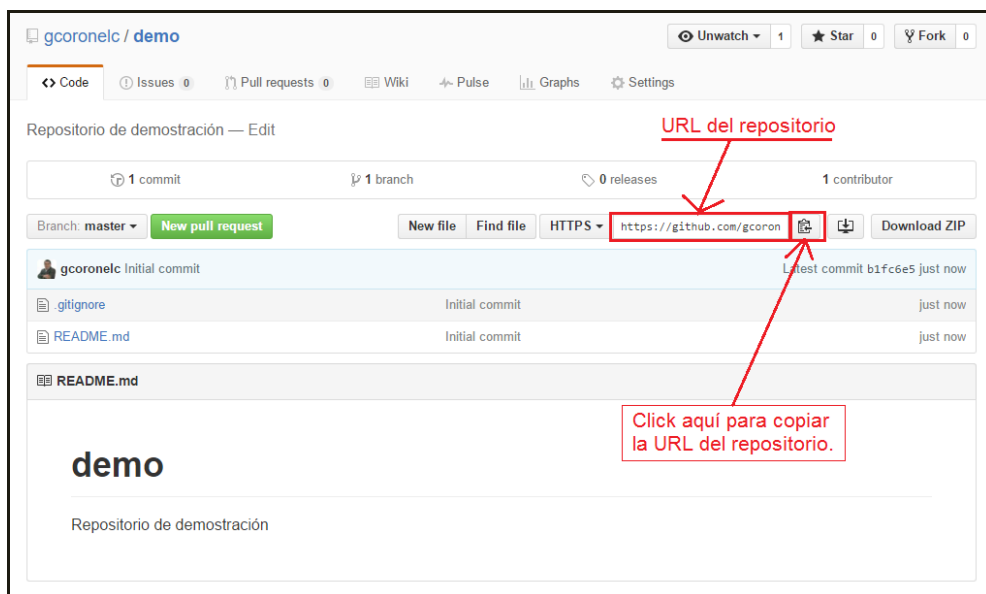 gcoronelc / demo
Unwatch 1 Star 0 Fork 0
Code Issues 0 Pull requests 0 Wiki Pulse Graphs Settings
Repositorio de demostración — Edit
URL del repositorio
1 commit 1 branch 0 releases 1 contributor
Branch: master New pull request New file Find file HTTPS https://github.com/gcoron Download ZIP
gcoronelc Initial commit Latest commit b1fc6e5 just now
.gitignore Initial commit just now
README.md Initial commit just now
README.md
Click aquí para copiar
la URL del repositorio.
demo
Repositorio de demostración